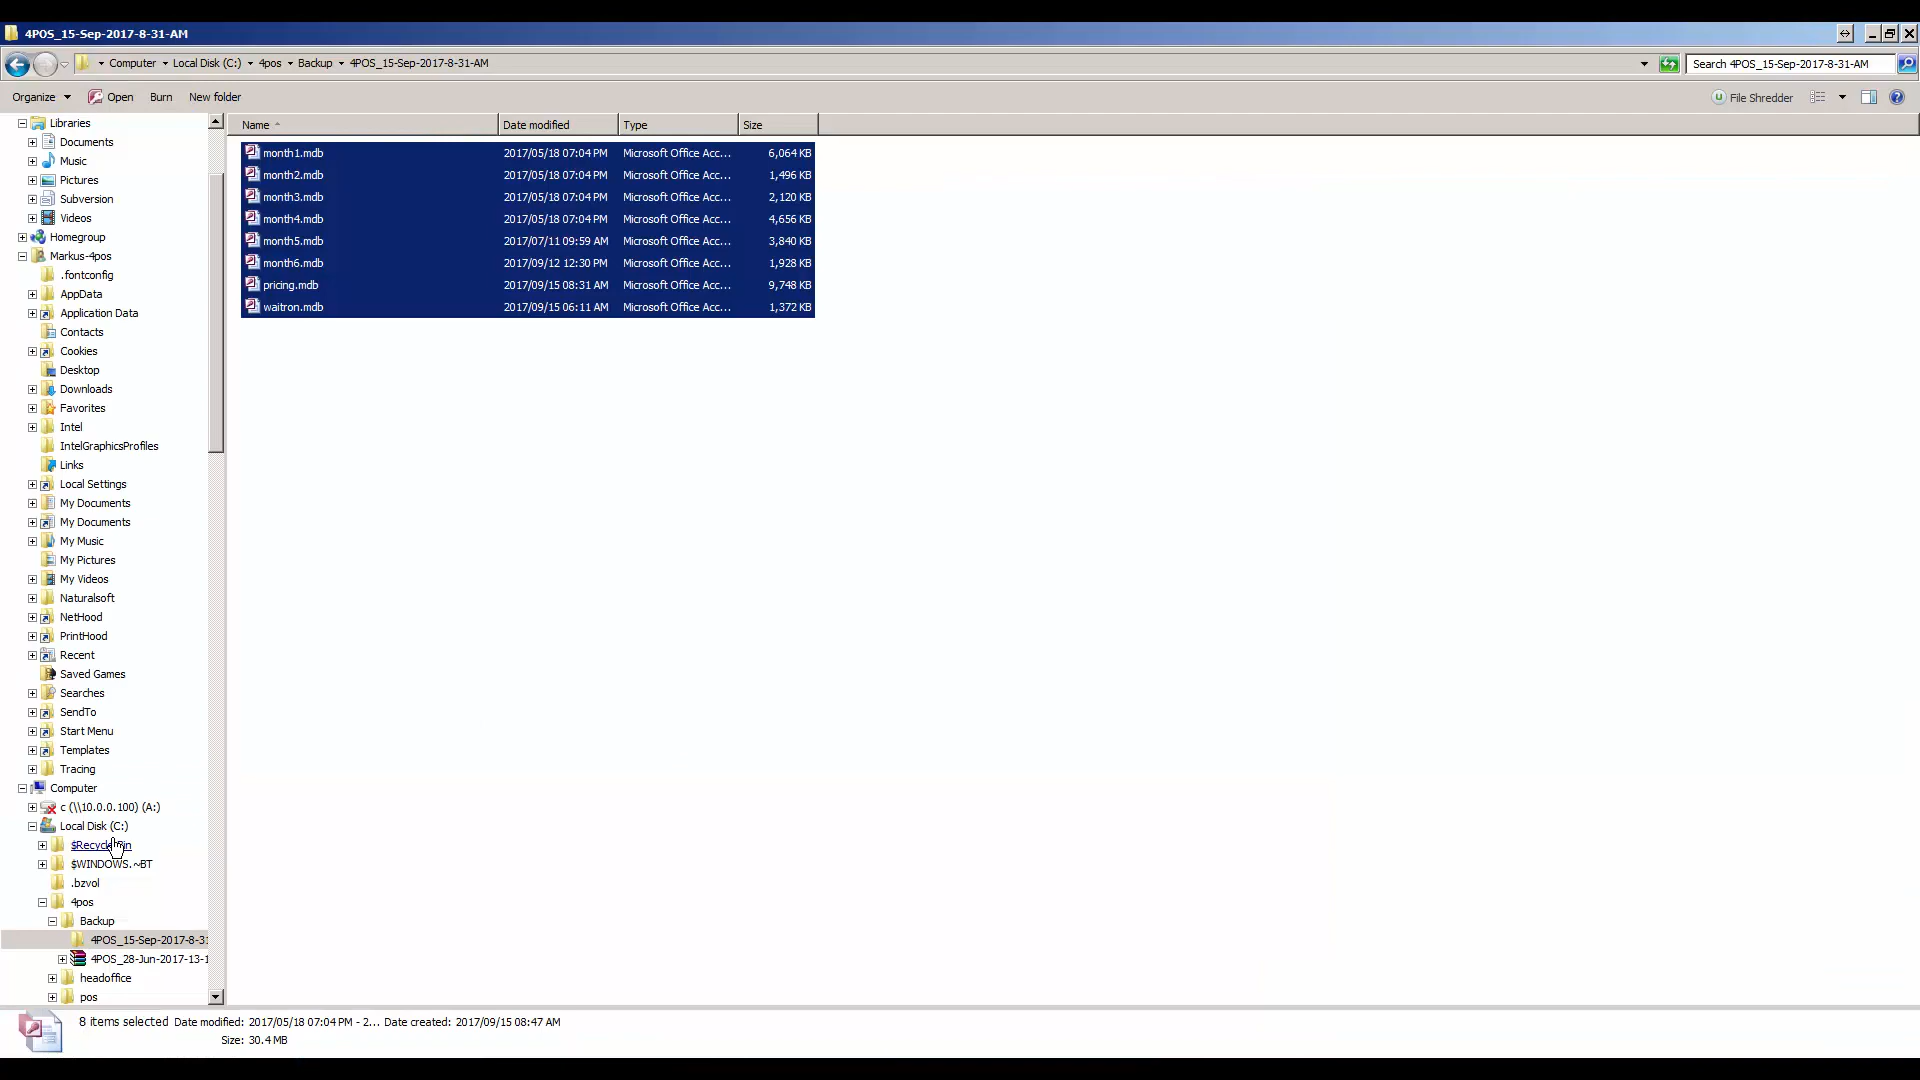 4POS_15-Sep-2017-8-31-AM
Computer Local Disk (C:) 4pos Backup 4POS_15-Sep-2017-8-31-AM
Search 4POS_15-Sep-2017-8-31-AM
Organize Open Burn New folder File Shredder
Name Date modified Type Size
month1.mdb 2017/05/18 07:04 PM Microsoft Office Acc... 6,064 KB
month2.mdb 2017/05/18 07:04 PM Microsoft Office Acc... 1,496 KB
month3.mdb 2017/05/18 07:04 PM Microsoft Office Acc... 2,120 KB
month4.mdb 2017/05/18 07:04 PM Microsoft Office Acc... 4,656 KB
month5.mdb 2017/07/11 09:59 AM Microsoft Office Acc... 3,840 KB
month6.mdb 2017/09/12 12:30 PM Microsoft Office Acc... 1,928 KB
pricing.mdb 2017/09/15 08:31 AM Microsoft Office Acc... 9,748 KB
waitron.mdb 2017/09/15 06:11 AM Microsoft Office Acc... 1,372 KB
Libraries
Documents
Music
Pictures
Subversion
Videos
Homegroup
Markus-4pos
.fontconfig
AppData
Application Data
Contacts
Cookies
Desktop
Downloads
Favorites
Intel
IntelGraphicsProfiles
Links
Local Settings
My Documents
My Documents
My Music
My Pictures
My Videos
Naturalsoft
NetHood
PrintHood
Recent
Saved Games
Searches
SendTo
Start Menu
Templates
Tracing
Computer
c (\\10.0.0.100) (A:)
Local Disk (C:)
$Recycle.Bin
$WINDOWS.~BT
.bzvol
4pos
Backup
4POS_15-Sep-2017-8-31
4POS_28-Jun-2017-13-1
headoffice
pos
8 items selected Date modified: 2017/05/18 07:04 PM - 2... Date created: 2017/09/15 08:47 AM
Size: 30.4 MB